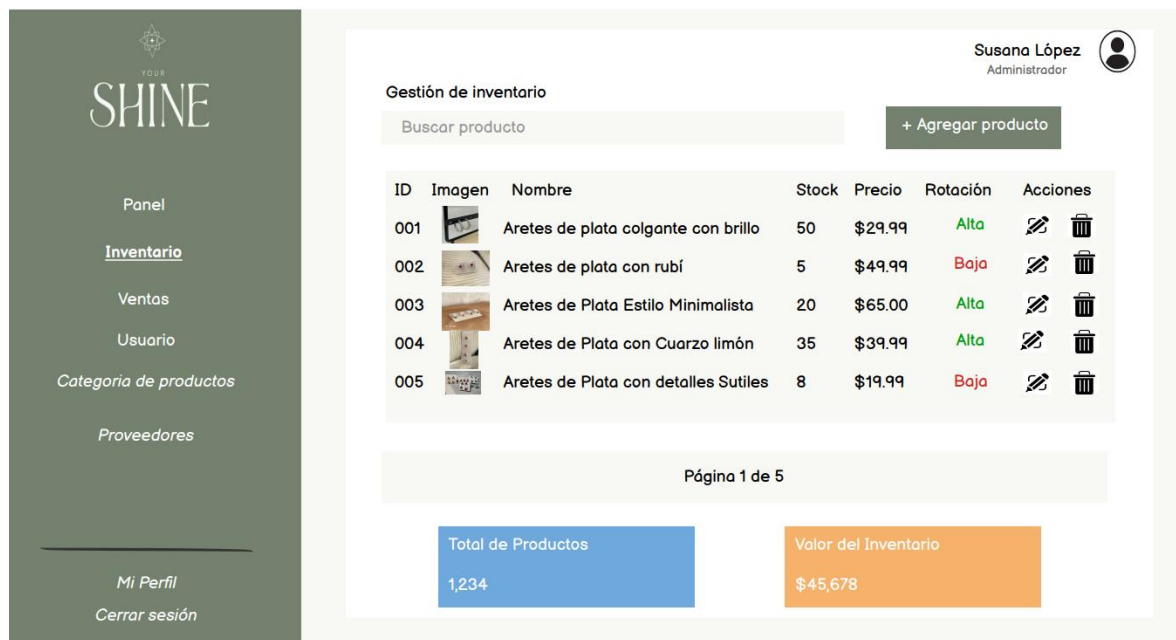 YOUR
SHINE
Panel
Inventario
Ventas
Usuario
Categoria de productos
Proveedores
Mi Perfil
Cerrar sesión
Susana López
Administrador
Gestión de inventario
Buscar producto
+ Agregar producto
ID Imagen Nombre Stock Precio Rotación Acciones
001 Aretes de plata colgante con brillo 50 $29.99 Alta
002 Aretes de plata con rubí 5 $49.99 Baja
003 Aretes de Plata Estilo Minimalista 20 $65.00 Alta
004 Aretes de Plata con Cuarzo limón 35 $39.99 Alta
005 Aretes de Plata con detalles Sutiles 8 $19.99 Baja
Página 1 de 5
Total de Productos
1,234
Valor del Inventario
$45,678